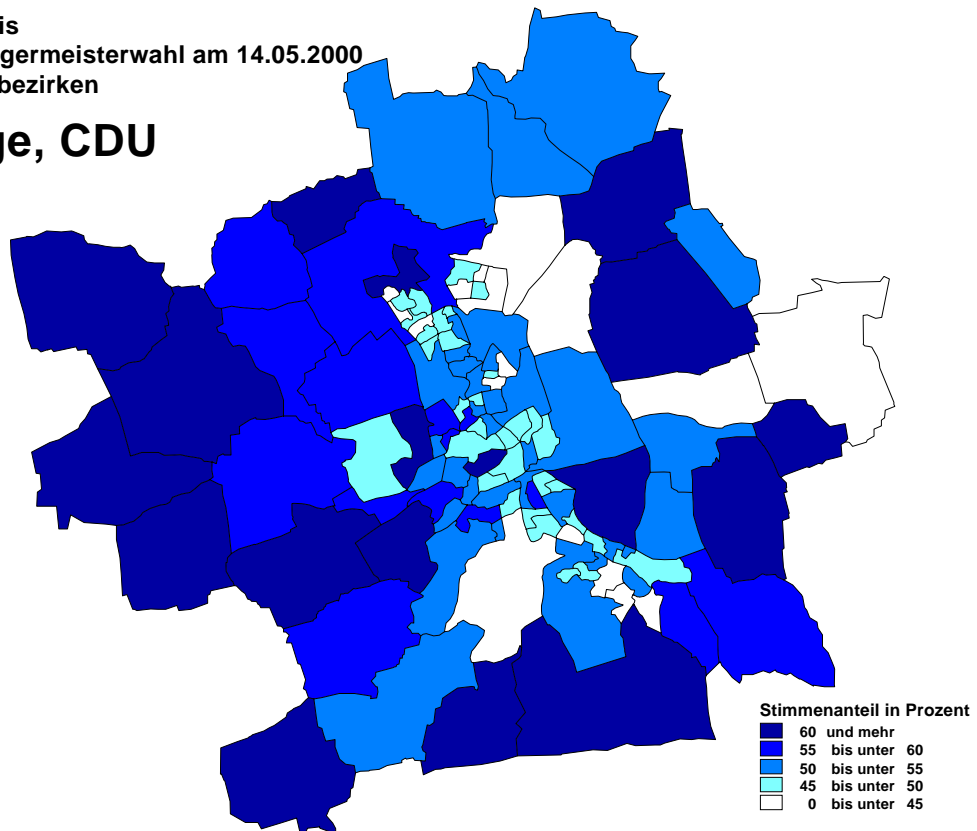 is
germeisterwahl am 14.05.2000
bezirken
ge, CDU
Stimmenanteil in Prozent
60 und mehr
55 bis unter 60
50 bis unter 55
45 bis unter 50
0 bis unter 45